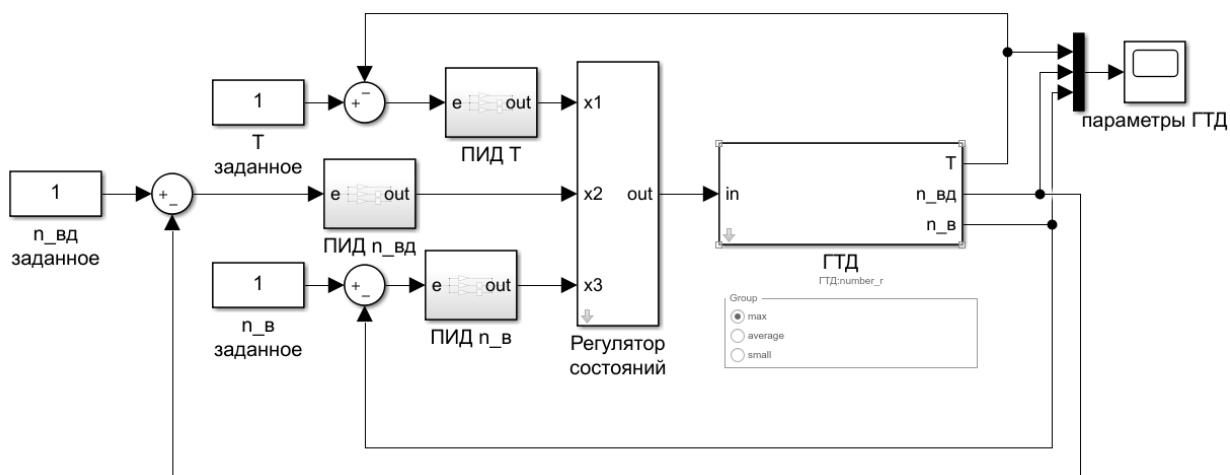 1
T
заданное
e
out
ПИД T
x1
1
n_вд
заданное
e
out
ПИД n_вд
x2
1
n_в
заданное
e
out
ПИД n_в
x3
out
Регулятор
состояний
in
T
n_вд
n_в
ГТД
ГТД:number_r
Group
max
average
small
параметры ГТД
+
−
+
−
+
−